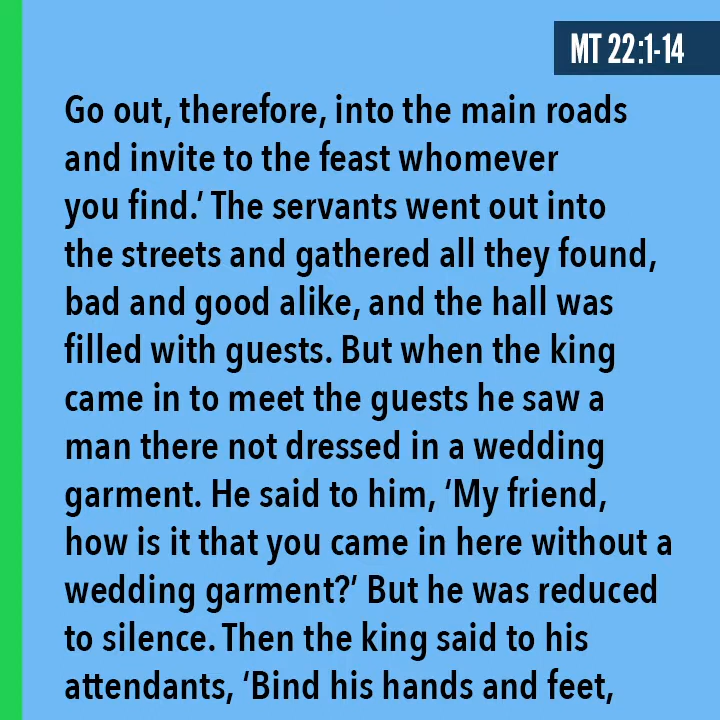 MT 22:1-14
Go out, therefore, into the main roads
and invite to the feast whomever
you find.’ The servants went out into
the streets and gathered all they found,
bad and good alike, and the hall was
filled with guests. But when the king
came in to meet the guests he saw a
man there not dressed in a wedding
garment. He said to him, ‘My friend,
how is it that you came in here without a
wedding garment?’ But he was reduced
to silence. Then the king said to his
attendants, ‘Bind his hands and feet,